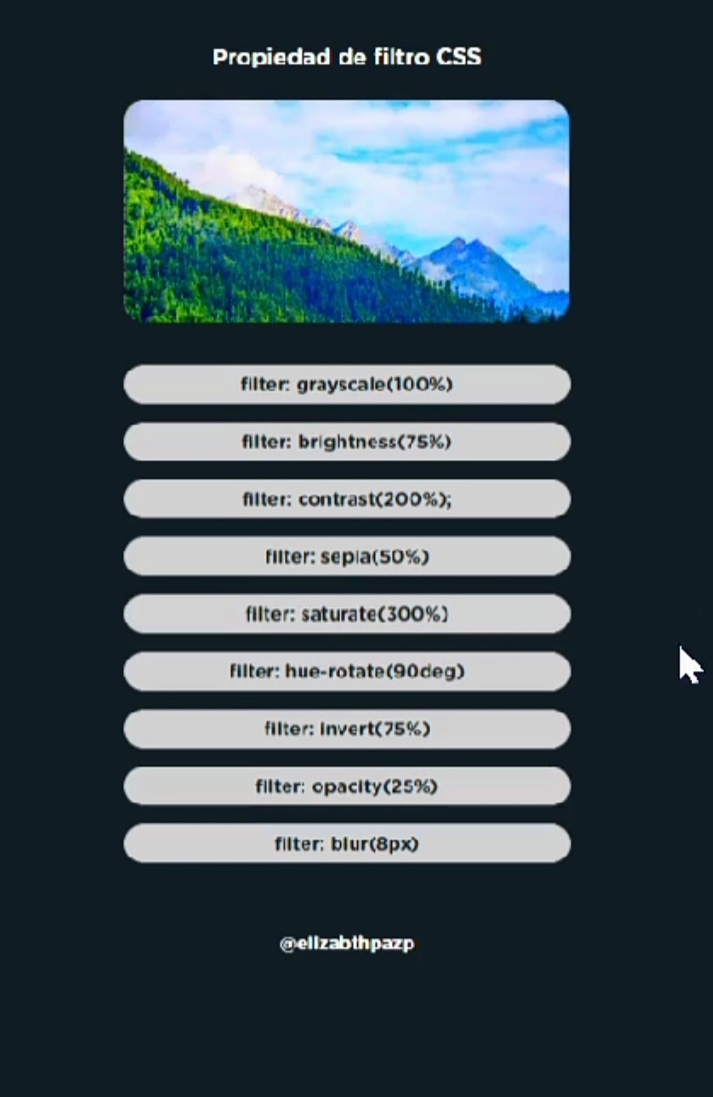 Propiedad de filtro CSS
filter: grayscale(100%)
filter: brightness(75%)
filter: contrast(200%);
filter: sepia(50%)
filter: saturate(300%)
filter: hue-rotate(90deg)
filter: invert(75%)
filter: opacity(25%)
filter: blur(8px)
@elizabthpazp